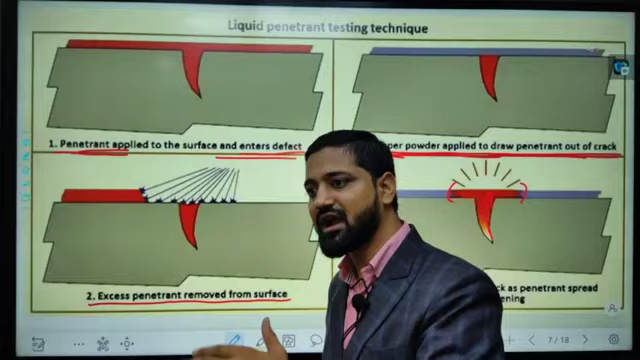 Liquid penetrant testing technique
1. Penetrant applied to the surface and enters defect
per powder applied to draw penetrant out of crack
2. Excess penetrant removed from surface
ck as penetrant spread
ening
7 / 18